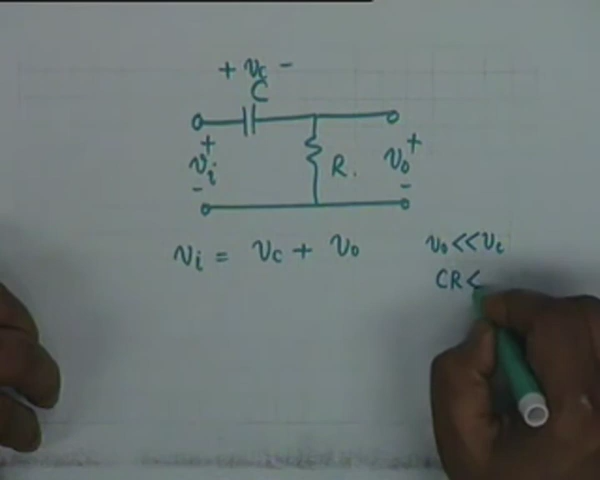 + Vc -
C
+ Vi -
R.
Vo + -
Vi = Vc + Vo
Vo << Vc
CR <